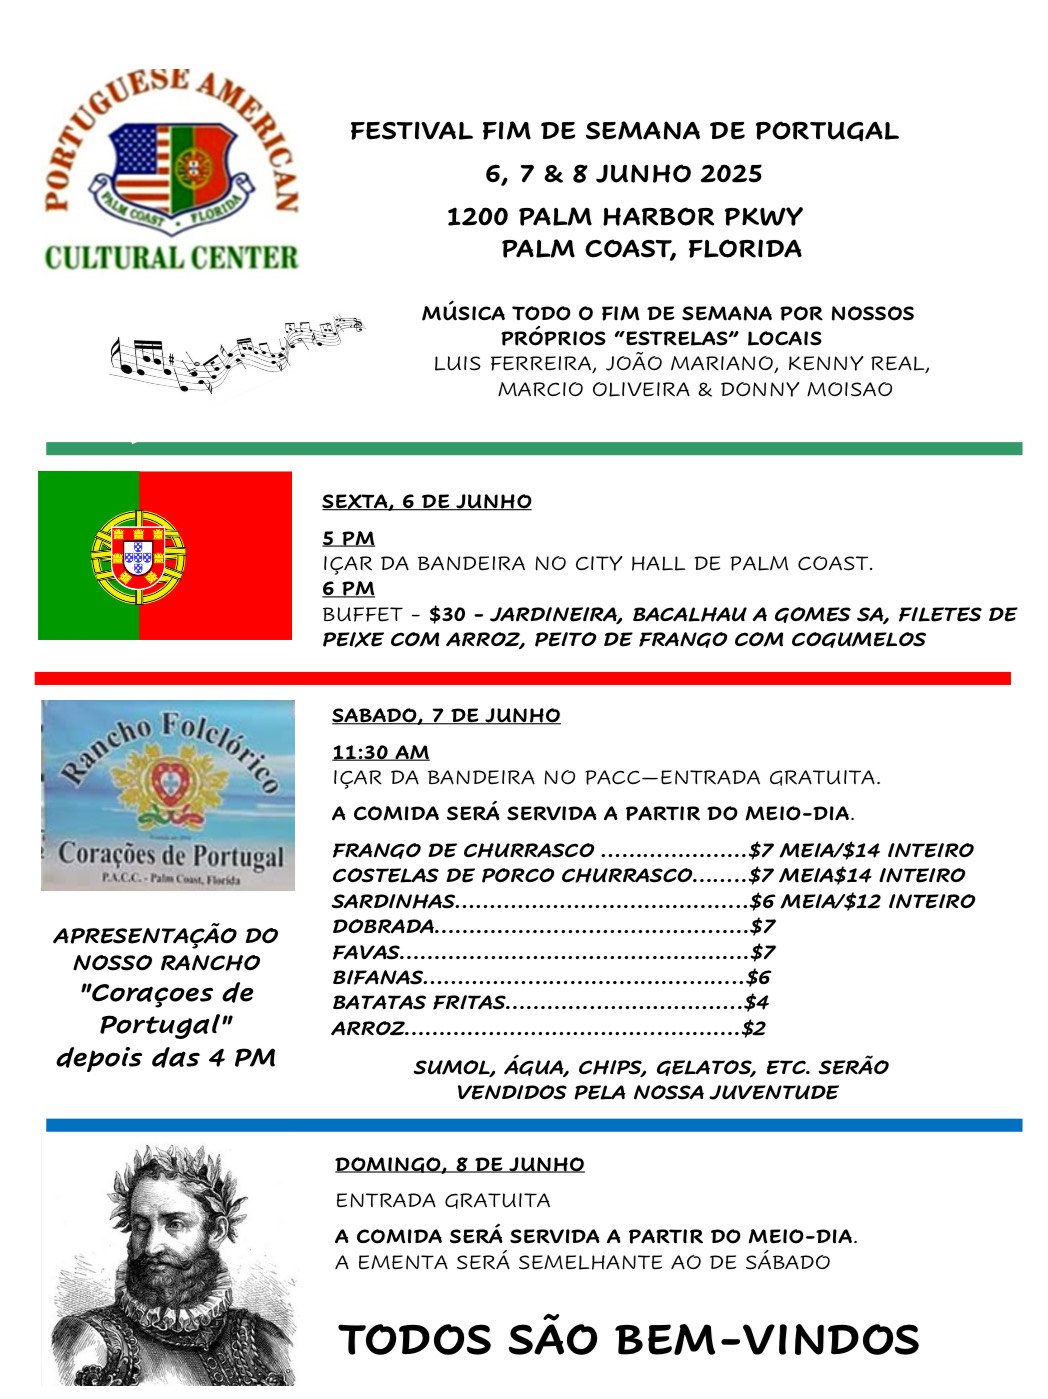 PORTUGUESE AMERICAN
PALM COAST • FLORIDA
CULTURAL CENTER
FESTIVAL FIM DE SEMANA DE PORTUGAL
6, 7 & 8 JUNHO 2025
1200 PALM HARBOR PKWY
PALM COAST, FLORIDA
MÚSICA TODO O FIM DE SEMANA POR NOSSOS
PRÓPRIOS “ESTRELAS” LOCAIS
LUIS FERREIRA, JOÃO MARIANO, KENNY REAL,
MARCIO OLIVEIRA & DONNY MOISAO
SEXTA, 6 DE JUNHO
5 PM
IÇAR DA BANDEIRA NO CITY HALL DE PALM COAST.
6 PM
BUFFET – $30 – JARDINEIRA, BACALHAU A GOMES SA, FILETES DE
PEIXE COM ARROZ, PEITO DE FRANGO COM COGUMELOS
Rancho Folclórico
Corações de Portugal
P.A.C.C. - Palm Coast, Florida
APRESENTAÇÃO DO
NOSSO RANCHO
"Coraçoes de
Portugal"
depois das 4 PM
SABADO, 7 DE JUNHO
11:30 AM
IÇAR DA BANDEIRA NO PACC—ENTRADA GRATUITA.
A COMIDA SERÁ SERVIDA A PARTIR DO MEIO-DIA.
FRANGO DE CHURRASCO .....................$7 MEIA/$14 INTEIRO
COSTELAS DE PORCO CHURRASCO........$7 MEIA$14 INTEIRO
SARDINHAS..........................................$6 MEIA/$12 INTEIRO
DOBRADA.............................................$7
FAVAS..................................................$7
BIFANAS..............................................$6
BATATAS FRITAS..................................$4
ARROZ................................................$2
SUMOL, ÁGUA, CHIPS, GELATOS, ETC. SERÃO
VENDIDOS PELA NOSSA JUVENTUDE
DOMINGO, 8 DE JUNHO
ENTRADA GRATUITA
A COMIDA SERÁ SERVIDA A PARTIR DO MEIO-DIA.
A EMENTA SERÁ SEMELHANTE AO DE SÁBADO
TODOS SÃO BEM-VINDOS